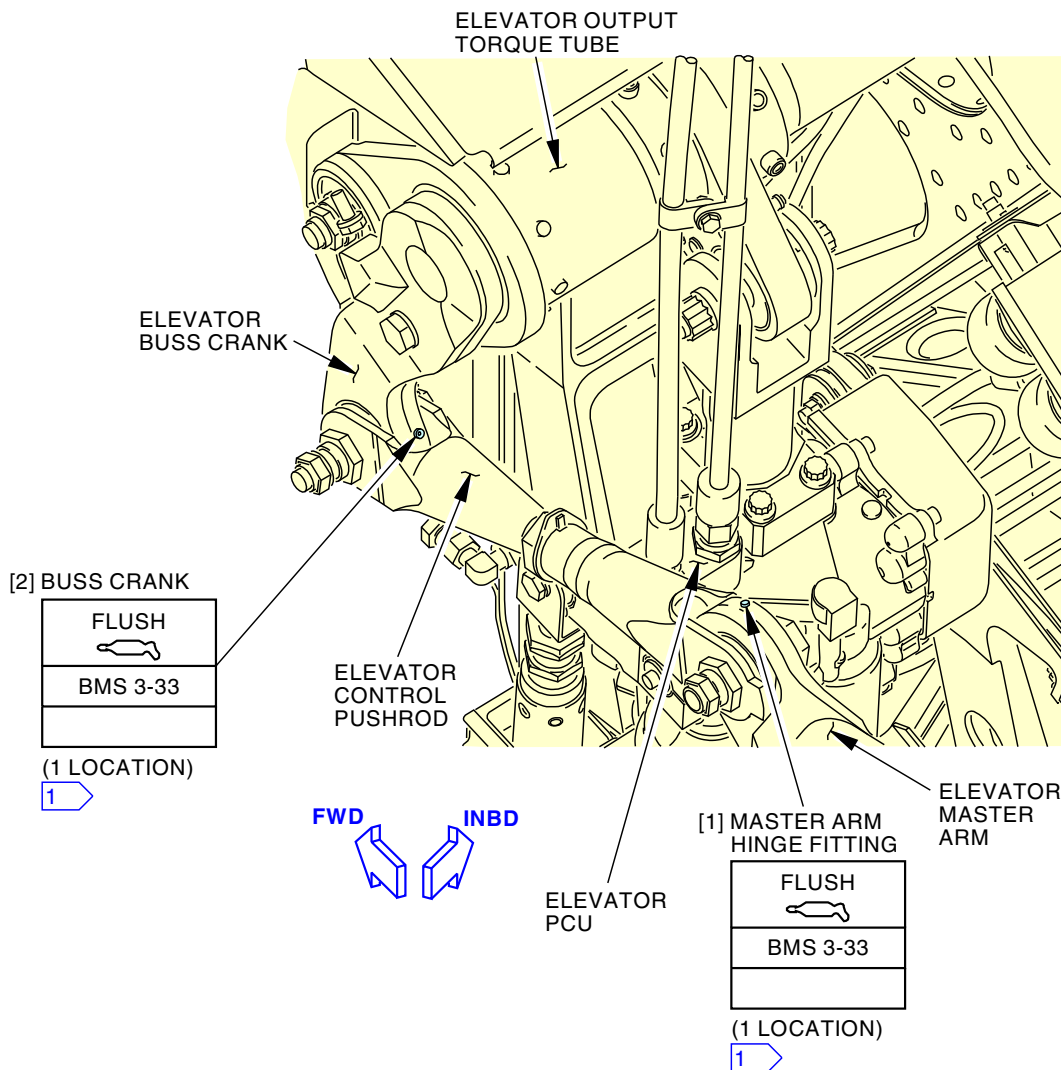 ELEVATOR OUTPUT
TORQUE TUBE
ELEVATOR
BUSS CRANK
[2] BUSS CRANK
FLUSH
BMS 3-33
(1 LOCATION)
1
ELEVATOR
CONTROL
PUSHROD
FWD
INBD
ELEVATOR
PCU
ELEVATOR
MASTER
ARM
[1] MASTER ARM
HINGE FITTING
FLUSH
BMS 3-33
(1 LOCATION)
1